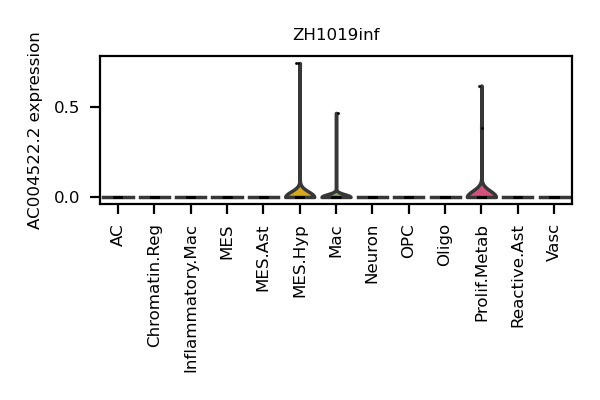 ZH1019inf
AC004522.2 expression
0.5
0.0
AC
Chromatin.Reg
Inflammatory.Mac
MES
MES.Ast
MES.Hyp
Mac
Neuron
OPC
Oligo
Prolif.Metab
Reactive.Ast
Vasc